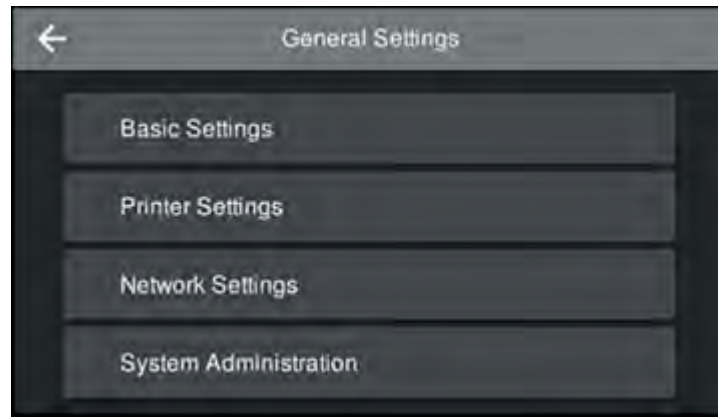 General Settings
Basic Settings
Printer Settings
Network Settings
System Administration